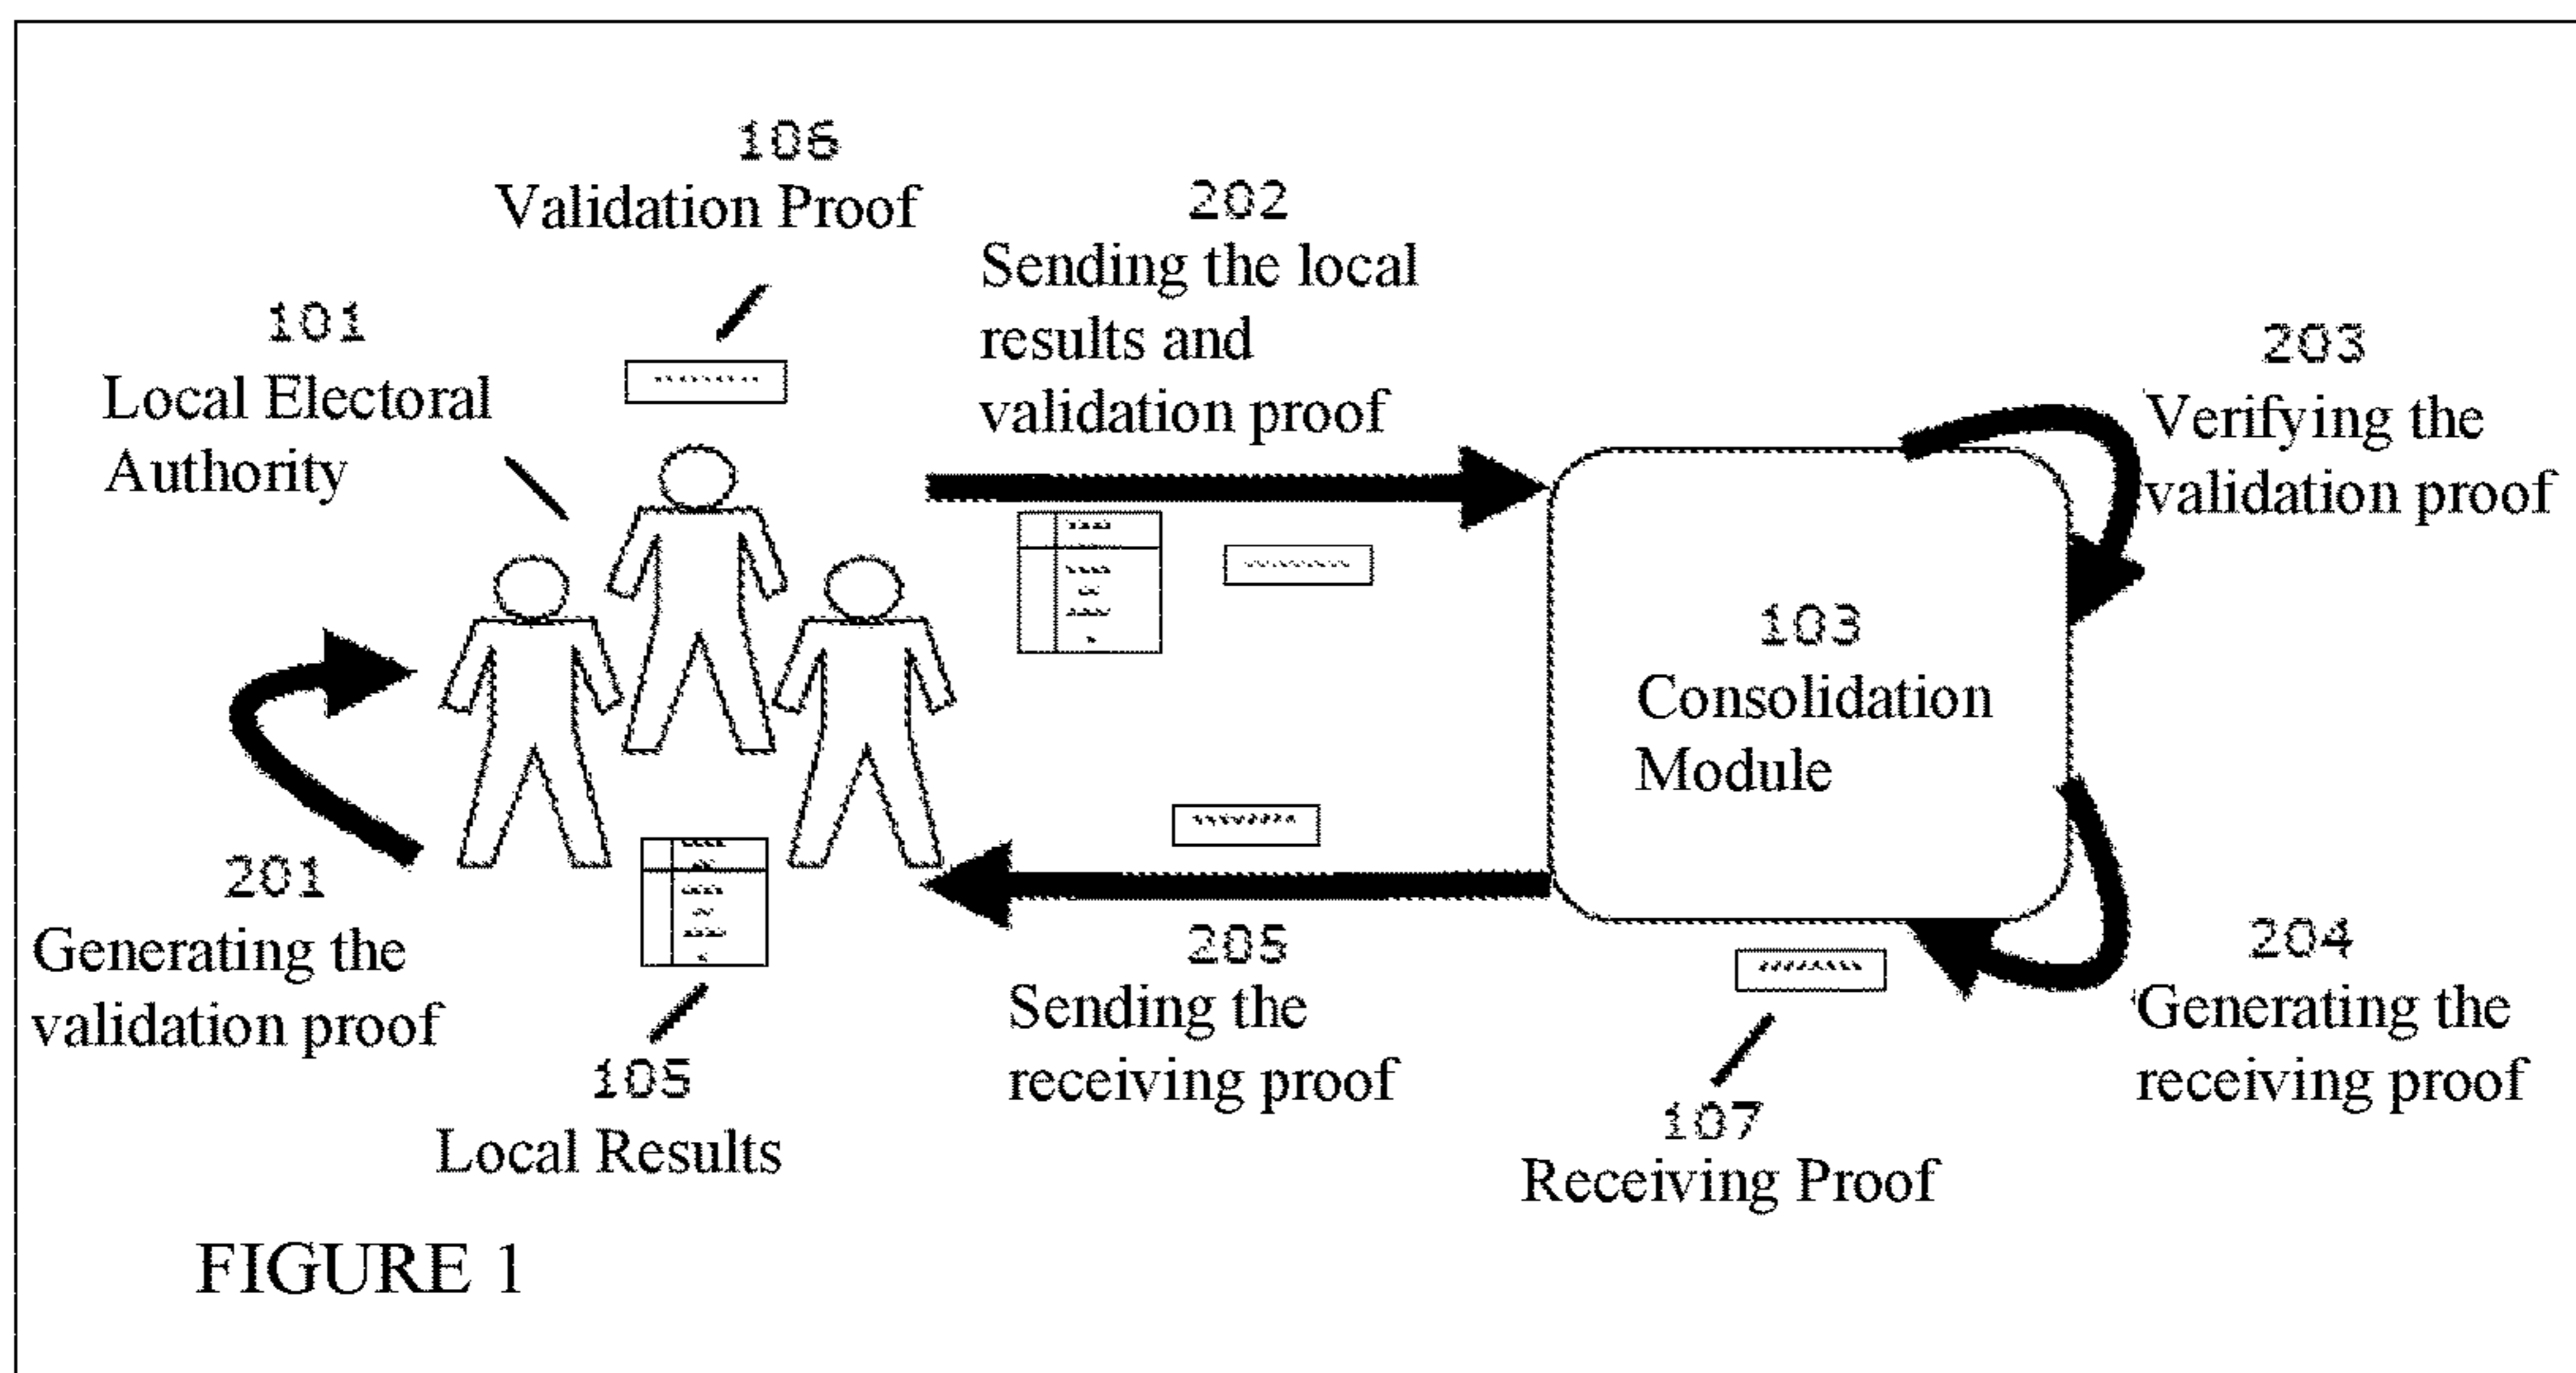 106
Validation Proof
101
Local Electoral
Authority
202
Sending the local
results and
validation proof
203
Verifying the
validation proof
103
Consolidation
Module
201
Generating the
validation proof
105
Local Results
205
Sending the
receiving proof
107
Receiving Proof
204
Generating the
receiving proof
FIGURE 1